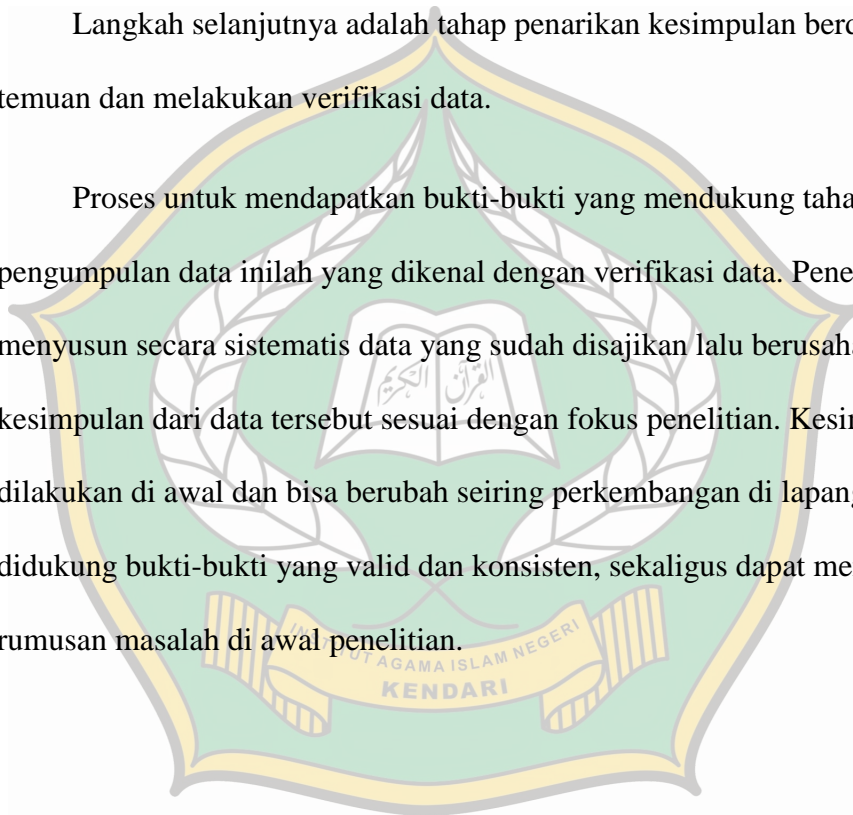 Langkah selanjutnya adalah tahap penarikan kesimpulan berd
temuan dan melakukan verifikasi data.
Proses untuk mendapatkan bukti-bukti yang mendukung taha
pengumpulan data inilah yang dikenal dengan verifikasi data. Pene
menyusun secara sistematis data yang sudah disajikan lalu berusaha
kesimpulan dari data tersebut sesuai dengan fokus penelitian. Kesim
dilakukan di awal dan bisa berubah seiring perkembangan di lapang
didukung bukti-bukti yang valid dan konsisten, sekaligus dapat me
rumusan masalah di awal penelitian.
القرآن الكريم
INSTITUT AGAMA ISLAM NEGERI
KENDARI